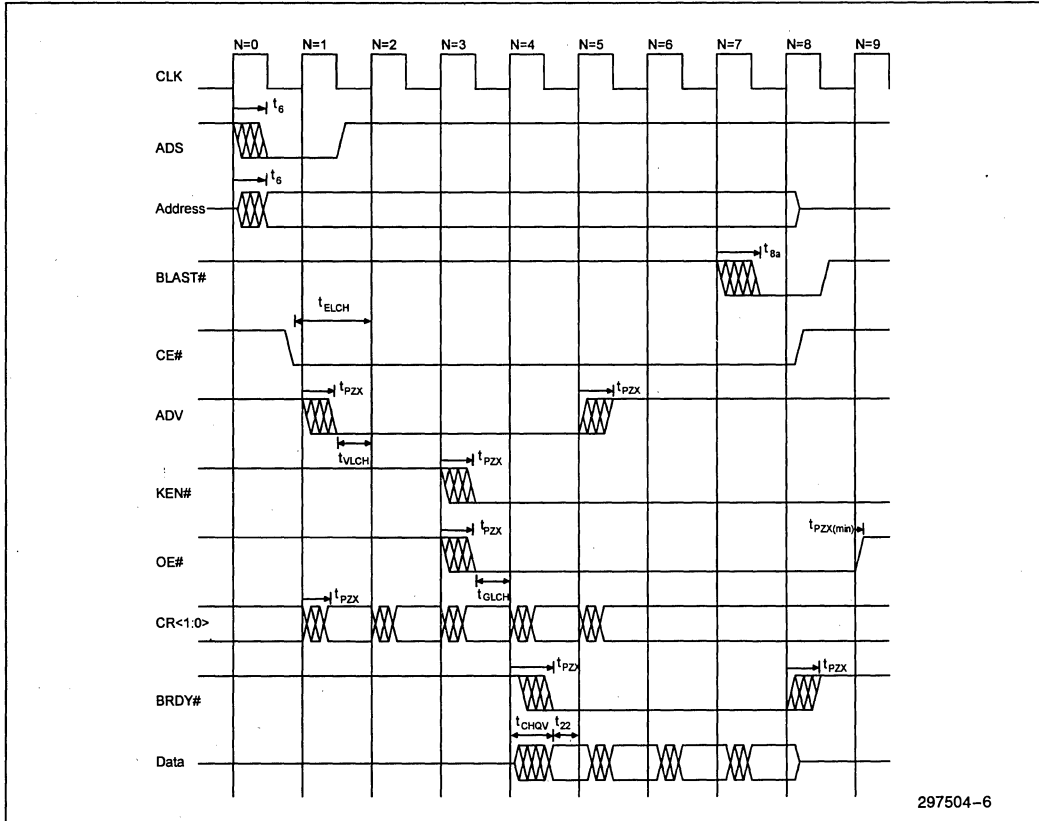 N=0 N=1 N=2 N=3 N=4 N=5 N=6 N=7 N=8 N=9
CLK
t6
ADS
t6
Address
t8a
BLAST#
tELCH
CE#
tPZX tPZX
ADV
tVLCH
tPZX
KEN#
tPZX tPZX(min)
OE#
tGLCH
tPZX
CR<1:0>
tPZX tPZX
BRDY#
tCHQV t22
Data
297504-6